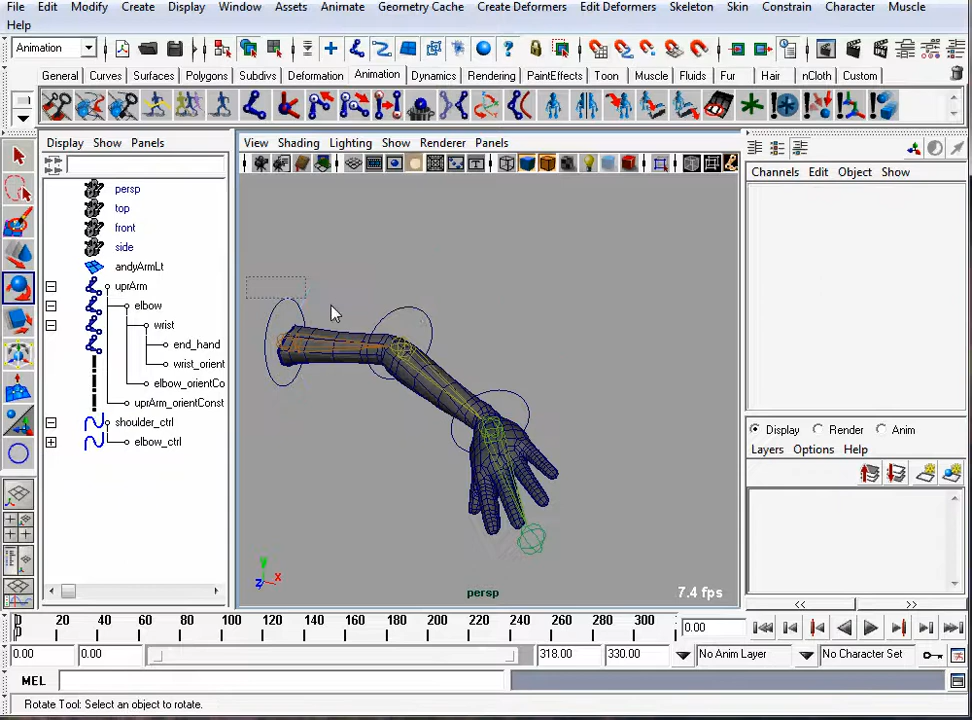 File Edit Modify Create Display Window Assets Animate Geometry Cache Create Deformers Edit Deformers Skeleton Skin Constrain Character Muscle
Help
Animation
General Curves Surfaces Polygons Subdivs Deformation Animation Dynamics Rendering PaintEffects Toon Muscle Fluids Fur Hair nCloth Custom
Display Show Panels
View Shading Lighting Show Renderer Panels
Channels Edit Object Show
persp
top
front
side
andyArmLt
uprArm
elbow
wrist
end_hand
wrist_orient
elbow_orientCo
uprArm_orientConst
shoulder_ctrl
elbow_ctrl
Display Render Anim
Layers Options Help
y
z x
persp
7.4 fps
<< >>
0 20 40 60 80 100 120 140 160 180 200 220 240 260 280 300
0.00
0.00 0.00 318.00 330.00 No Anim Layer No Character Set
MEL
Rotate Tool: Select an object to rotate.